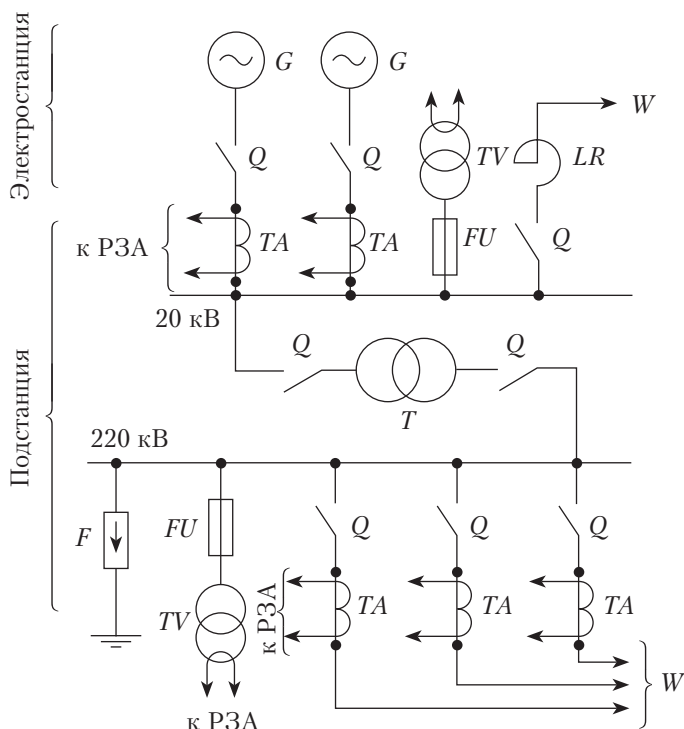 Электростанция
G
G
Q
Q
TV
W
LR
к РЗА
TA
TA
FU
Q
20 кВ
Подстанция
Q
Q
T
220 кВ
F
FU
Q
Q
Q
TV
к РЗА
TA
TA
TA
W
к РЗА